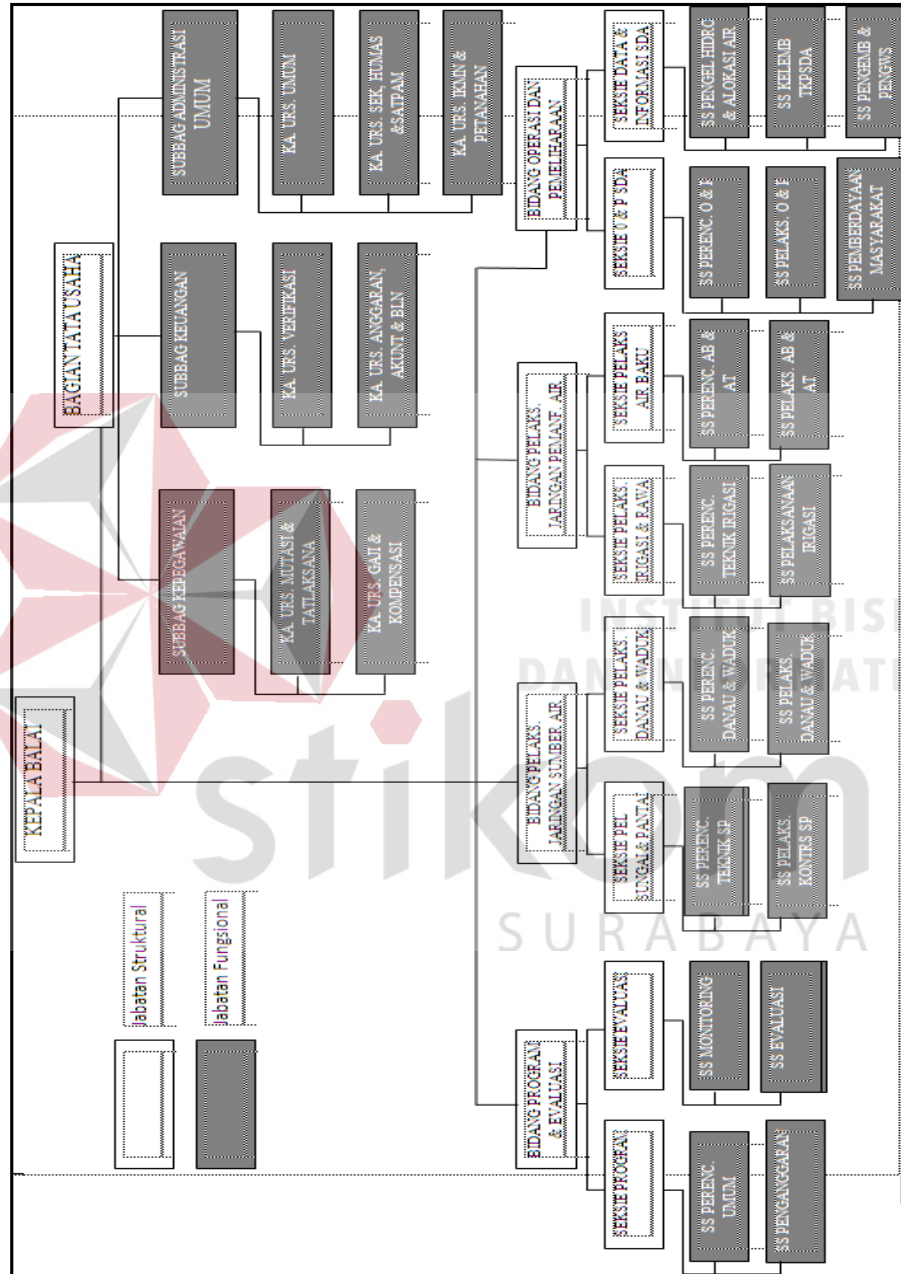 KEPALA BALAI
Jabatan Struktural
Jabatan Fungsional
BAGIAN TATA USAHA
SUBBAG KEPEGAWAIAN
KA. URS. MUTASI &
TATLAKSANA
KA. URS. GAJI &
KOMPENSASI
SUBBAG KEUANGAN
KA. URS. VERIFIKASI
KA. URS. ANGGARAN,
AKUNT & BLN
SUBBAG ADMINISTRASI
UMUM
KA. URS. UMUM
KA. URS. SEK, HUMAS
&SATPAM
KA. URS. IKMN &
PETANAHAN
BIDANG PROGRAM
& EVALUASI
SEKSIE PROGRAM
SS PERENC.
UMUM
SS PENGANGGARAN
SEKSIE EVALUASI
SS MONITORING
SS EVALUASI
BIDANG PELAKS.
JARINGAN SUMBER AIR
SEKSIE PEL
SUNGAI & PANTAI
SS PERENC.
TEKNIK SP
SS PELAKS.
KONTRS SP
SEKSIE PELAKS.
DANAU & WADUK
SS PERENC.
DANAU & WADUK
SS PELAKS.
DANAU & WADUK
BIDANG PELAKS.
JARINGAN PEMANF. AIR
SEKSIE PELAKS.
IRIGASI & RAWA
SS PERENC.
TEKNIK IRIGASI
SS PELAKSANAAN
IRIGASI
SEKSIE PELAKS
AIR BAKU
SS PERENC. AB &
AT
SS PELAKS. AB &
AT
BIDANG OPERASI DAN
PEMELIHARAAN
SEKSIE O & P SDA
SS PERENC. O & P
SS PELAKS. O & P
SS PEMBERDAYAAN
MASYARAKAT
SEKSIE DATA &
INFORMASI SDA
SS PENGEL HIDRO
& ALOKASI AIR
SS KELEMB
TKPSDA
SS PENGEMB &
PENGWS
INSTITUT BISI
DAN INFORMATI
stikom
SURABAYA